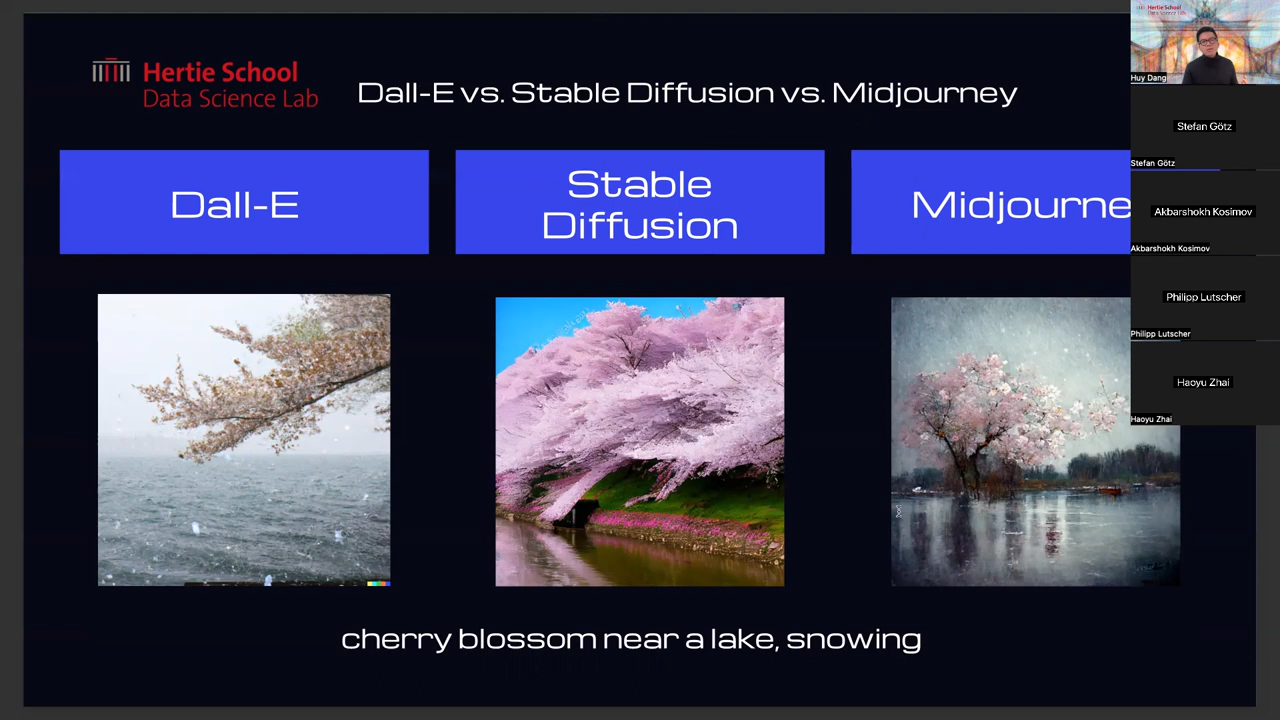 Hertie School
Data Science Lab
Dall-E vs. Stable Diffusion vs. Midjourney
Dall-E
Stable
Diffusion
Midjourne
cherry blossom near a lake, snowing
Hertie School
Data Science Lab
Huy Dang
Stefan Götz
Stefan Götz
Akbarshokh Kosimov
Akbarshokh Kosimov
Philipp Lutscher
Philipp Lutscher
Haoyu Zhai
Haoyu Zhai